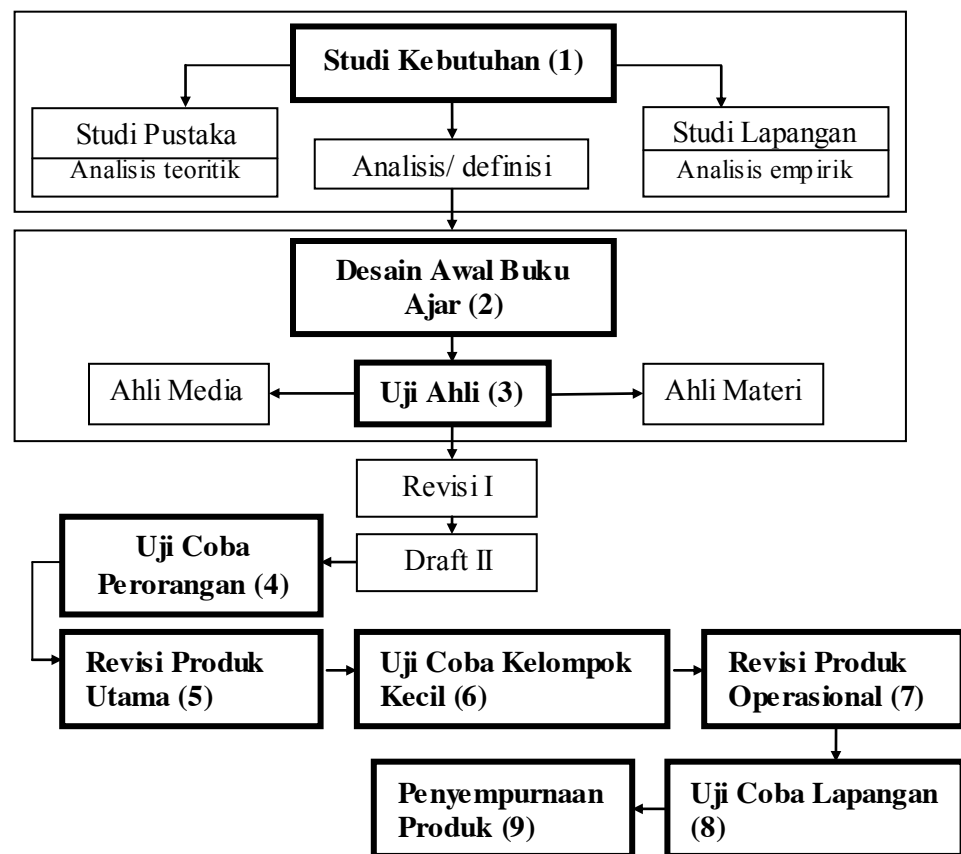 Studi Kebutuhan (1)
Studi Pustaka
Analisis teoritik
Analisis/ definisi
Studi Lapangan
Analisis empirik
Desain Awal Buku
Ajar (2)
Ahli Media
Uji Ahli (3)
Ahli Materi
Revisi I
Draft II
Uji Coba
Perorangan (4)
Revisi Produk
Utama (5)
Uji Coba Kelompok
Kecil (6)
Revisi Produk
Operasional (7)
Uji Coba Lapangan
(8)
Penyempurnaan
Produk (9)